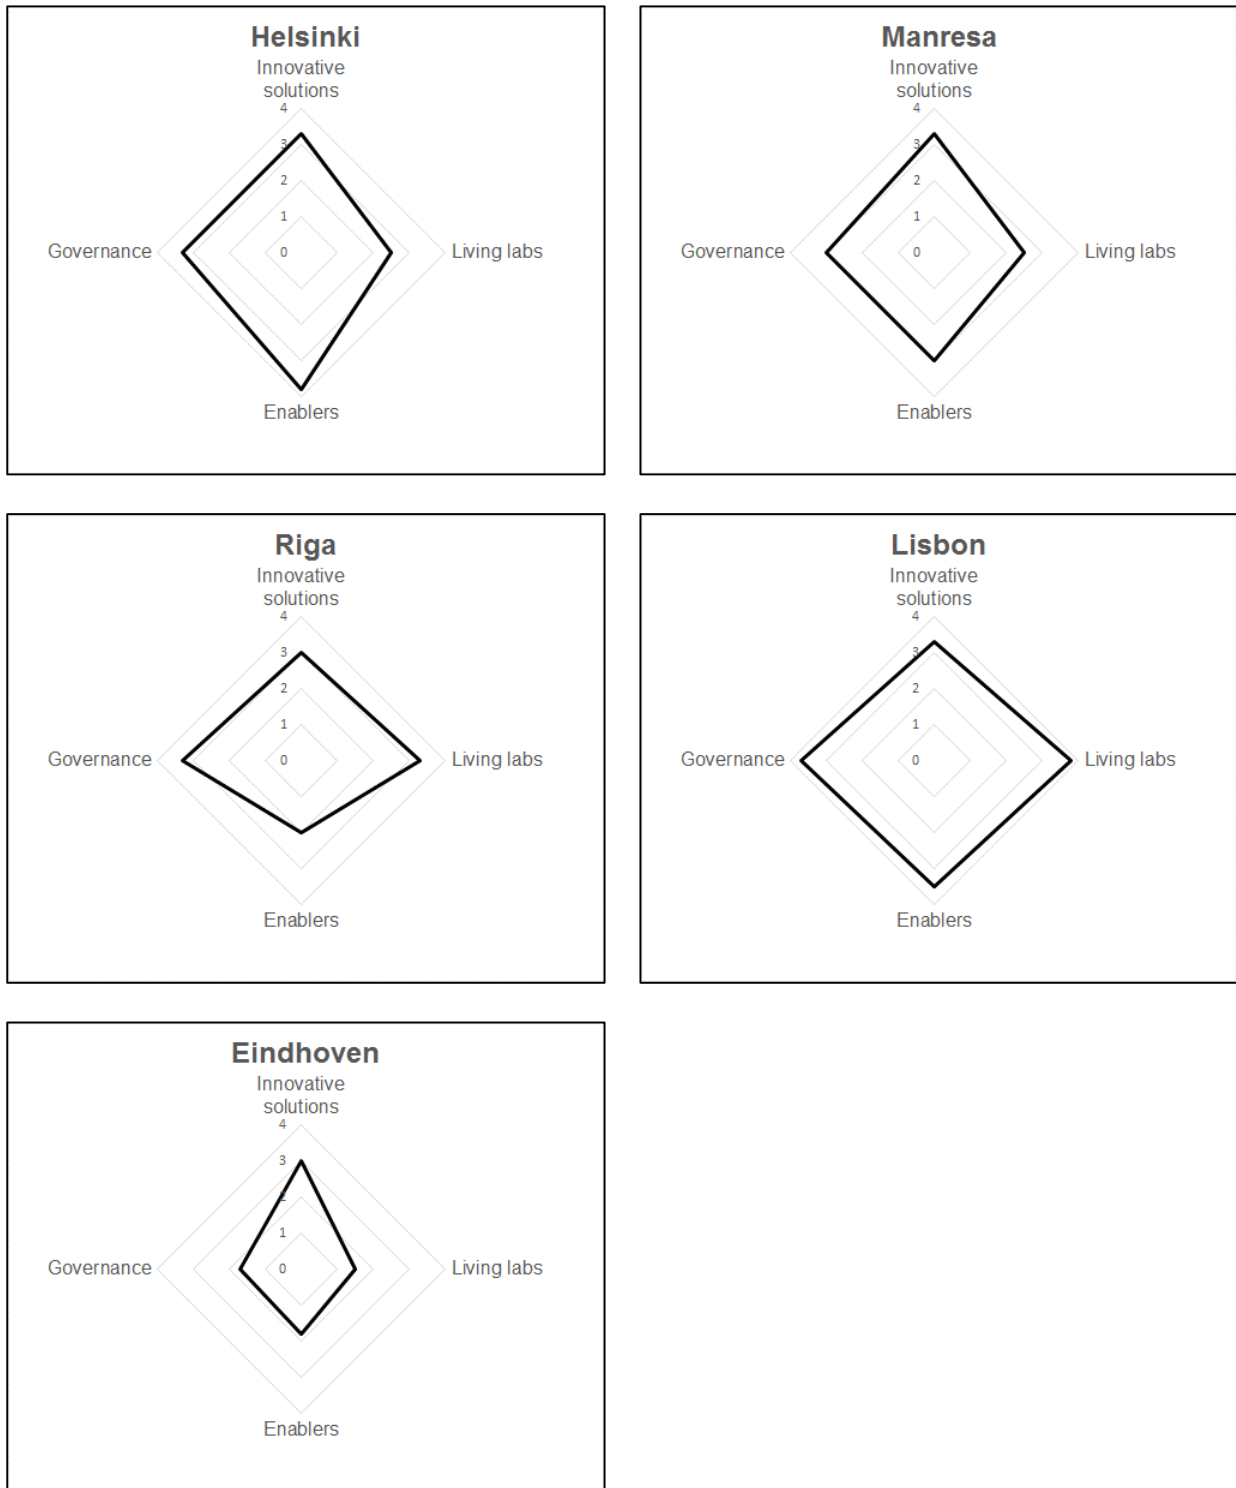 Helsinki
Innovative
solutions
4
3
2
1
0
Governance
Living labs
Enablers
Manresa
Innovative
solutions
4
3
2
1
0
Governance
Living labs
Enablers
Riga
Innovative
solutions
4
3
2
1
0
Governance
Living labs
Enablers
Lisbon
Innovative
solutions
4
3
2
1
0
Governance
Living labs
Enablers
Eindhoven
Innovative
solutions
4
3
2
1
0
Governance
Living labs
Enablers